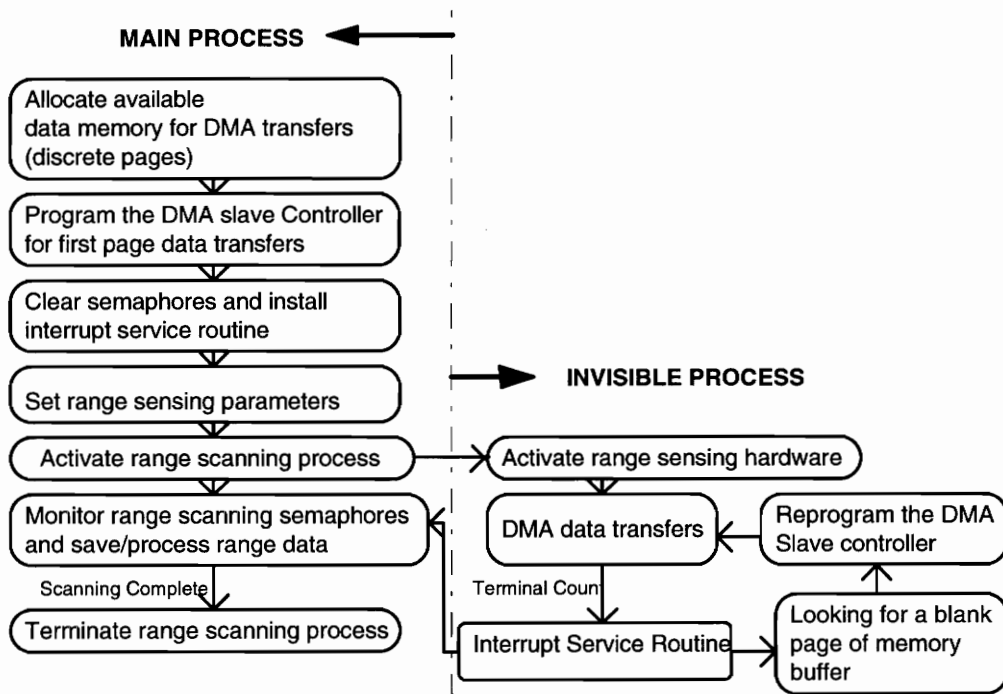 MAIN PROCESS
Allocate available
data memory for DMA transfers
(discrete pages)
Program the DMA slave Controller
for first page data transfers
Clear semaphores and install
interrupt service routine
Set range sensing parameters
Activate range scanning process
Monitor range scanning semaphores
and save/process range data
Scanning Complete
Terminate range scanning process
INVISIBLE PROCESS
Activate range sensing hardware
DMA data transfers
Terminal Count
Interrupt Service Routine
Looking for a blank
page of memory
buffer
Reprogram the DMA
Slave controller